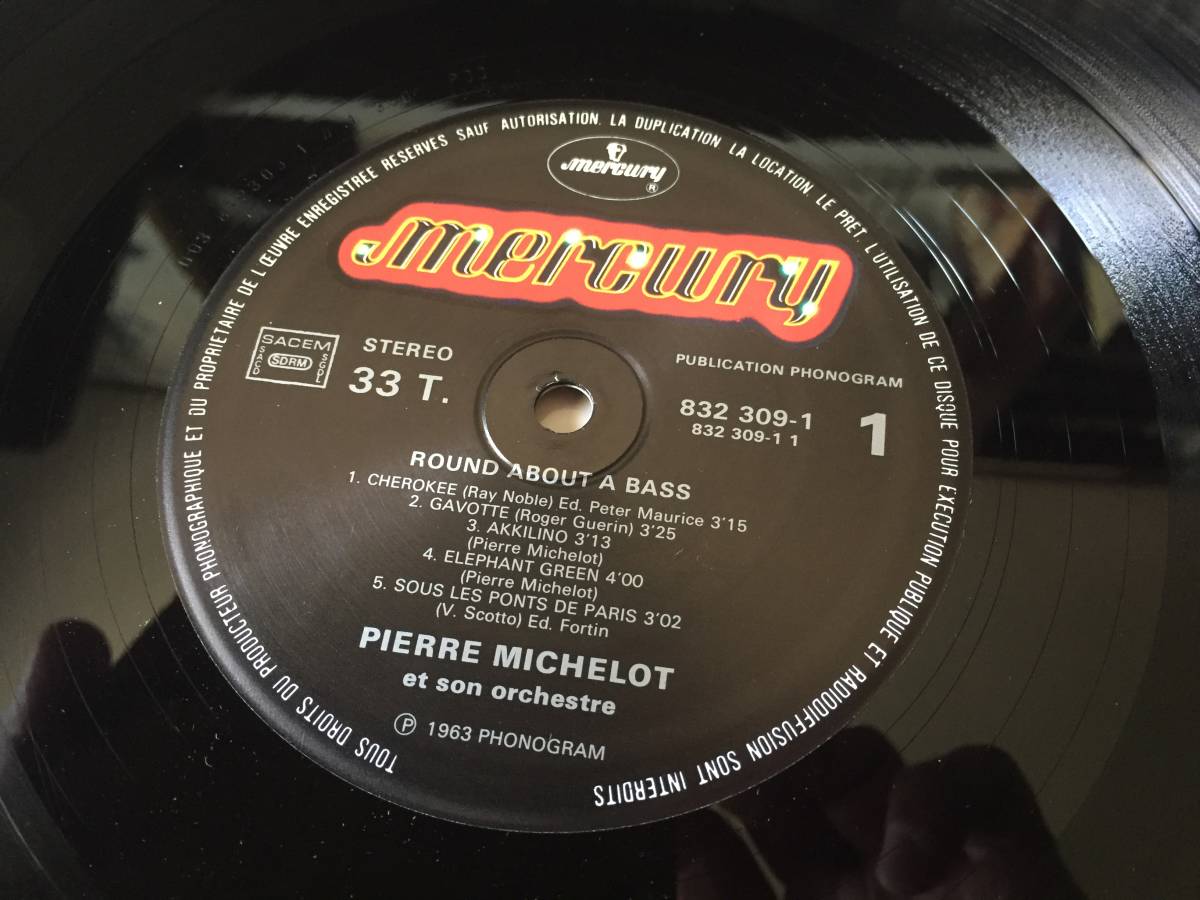 TOUS DROITS DU PRODUCTEUR PHONOGRAPHIQUE ET DU PROPRIETAIRE DE L'ŒUVRE ENREGISTREE RESERVES SAUF AUTORISATION. LA DUPLICATION, LA LOCATION, LE PRET, L'UTILISATION DE CE DISQUE POUR EXECUTION PUBLIQUE ET RADIODIFFUSION SONT INTERDITS
mercury ®
mercury
SACEM
SACD SDRM SGDL
STEREO
33 T.
PUBLICATION PHONOGRAM
832 309-1
832 309-1 1
1
ROUND ABOUT A BASS
1. CHEROKEE (Ray Noble) Ed. Peter Maurice 3'15
2. GAVOTTE (Roger Guerin) 3'25
3. AKKILINO 3'13
(Pierre Michelot)
4. ELEPHANT GREEN 4'00
(Pierre Michelot)
5. SOUS LES PONTS DE PARIS 3'02
(V. Scotto) Ed. Fortin
PIERRE MICHELOT
et son orchestre
℗ 1963 PHONOGRAM